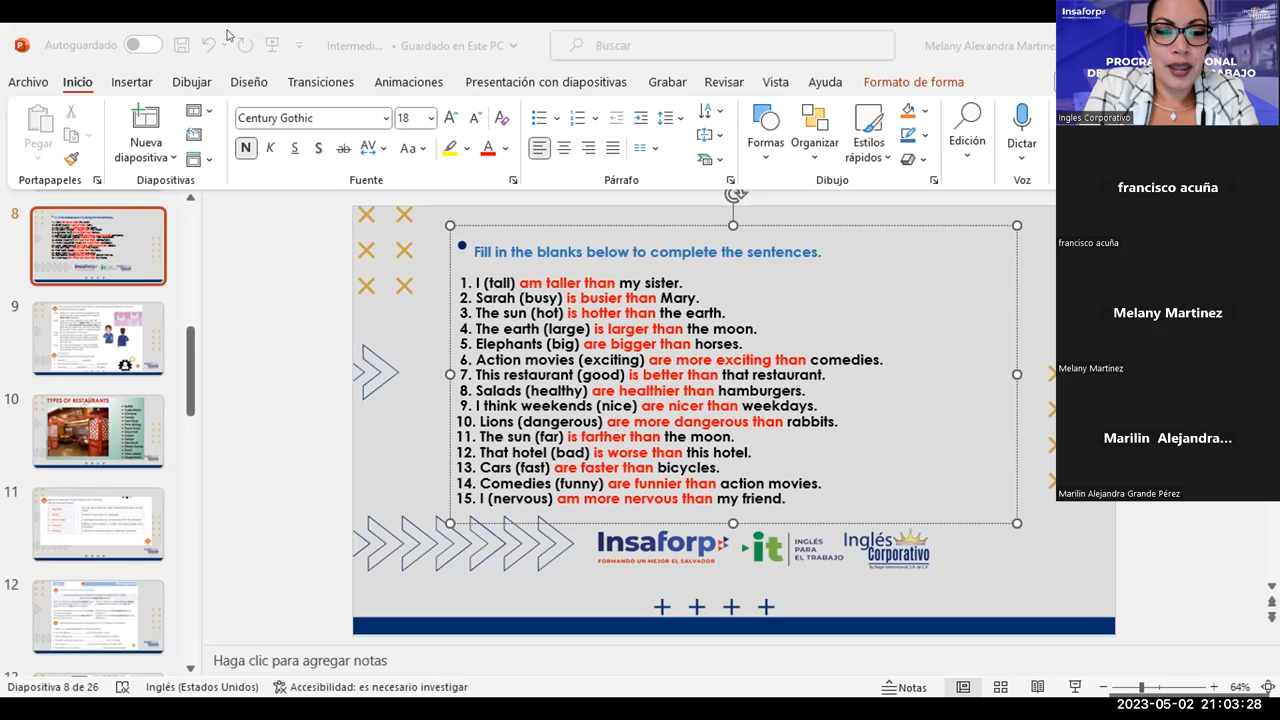 Autoguardado
Intermedi... • Guardado en Este PC
Buscar
Melany Alexandra Martine
Archivo Inicio Insertar Dibujar Diseño Transiciones Animaciones Presentación con diapositivas Grabar Revisar Vista Ayuda Formato de forma
Pegar
Nueva diapositiva
Century Gothic 18
N K S S ab AV Aa A
Formas Organizar Estilos rápidos
Edición
Dictar
Portapapeles Diapositivas Fuente Párrafo Dibujo Voz
8
9
10
TYPES OF RESTAURANTS
11
12
Fill in the blanks below to complete the sentences.
1. I (tall) am taller than my sister.
2. Sarah (busy) is busier than Mary.
3. The sun (hot) is hotter than the earth.
4. The earth (large) is larger than the moon.
5. Elephants (big) are bigger than horses.
6. Action movies (exciting) are more exciting than comedies.
7. This restaurant (good) is better than that restaurant.
8. Salads (healthy) are healthier than hamburgers.
9. I think weekends (nice) are nicer than weekdays.
10. Lions (dangerous) are more dangerous than rabbits.
11. The sun (far) is farther than the moon.
12. That hotel (bad) is worse than this hotel.
13. Cars (fast) are faster than bicycles.
14. Comedies (funny) are funnier than action movies.
15. I (nervous) am more nervous than my friend.
Insaforp
FORMANDO UN MEJOR EL SALVADOR
it INGLÉS PARA EL TRABAJO
Inglés Corporativo
Haga clic para agregar notas
Diapositiva 8 de 26 Inglés (Estados Unidos) Accesibilidad: es necesario investigar Notas 64%
Insaforp
Ingles Corporativo
francisco acuña
francisco acuña
Melany Martinez
Melany Martinez
Marilin Alejandra...
Marilin Alejandra Grande Pérez
2023-05-02 21:03:28